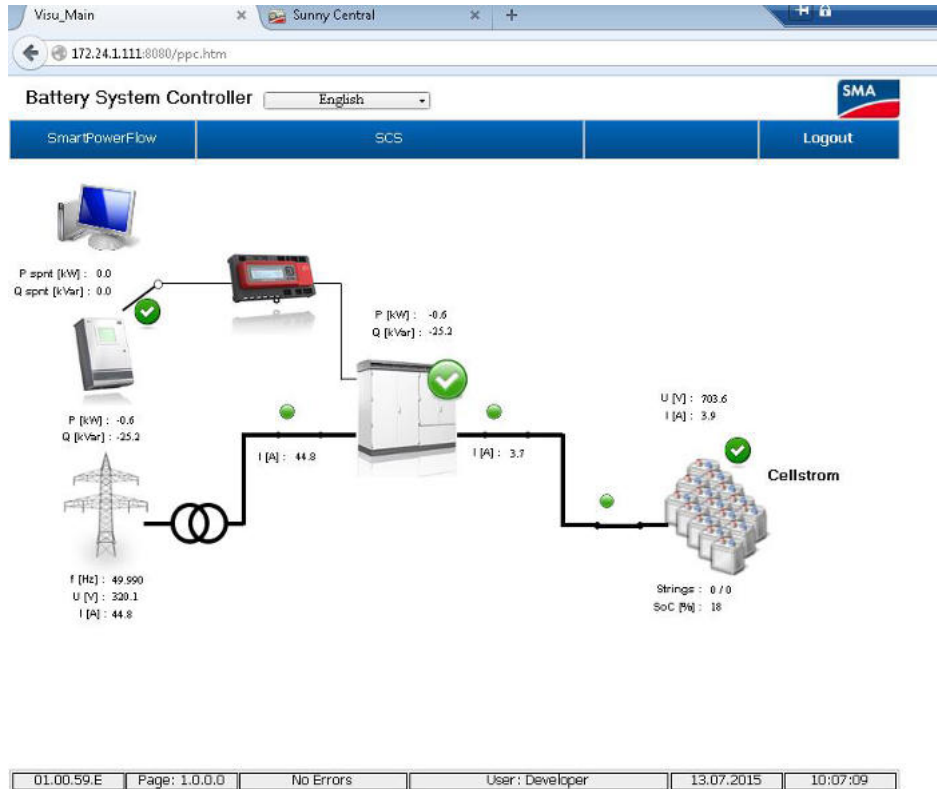 Visu_Main
Sunny Central
172.24.1.111:8080/ppc.htm
Battery System Controller
English
SMA
SmartPowerFlow
SCS
Logout
P spnt [kW] : 0.0
Q spnt [kVar] : 0.0
P [kW] : -0.6
Q [kVar] : -25.2
U [V] : 703.6
I [A] : 3.9
P [kW] : -0.6
Q [kVar] : -25.2
I [A] : 44.8
I [A] : 3.7
Cellstrom
f [Hz] : 49.990
U [V] : 320.1
I [A] : 44.8
Strings : 0 / 0
SoC [%] : 18
01.00.59.E
Page: 1.0.0.0
No Errors
User: Developer
13.07.2015
10:07:09